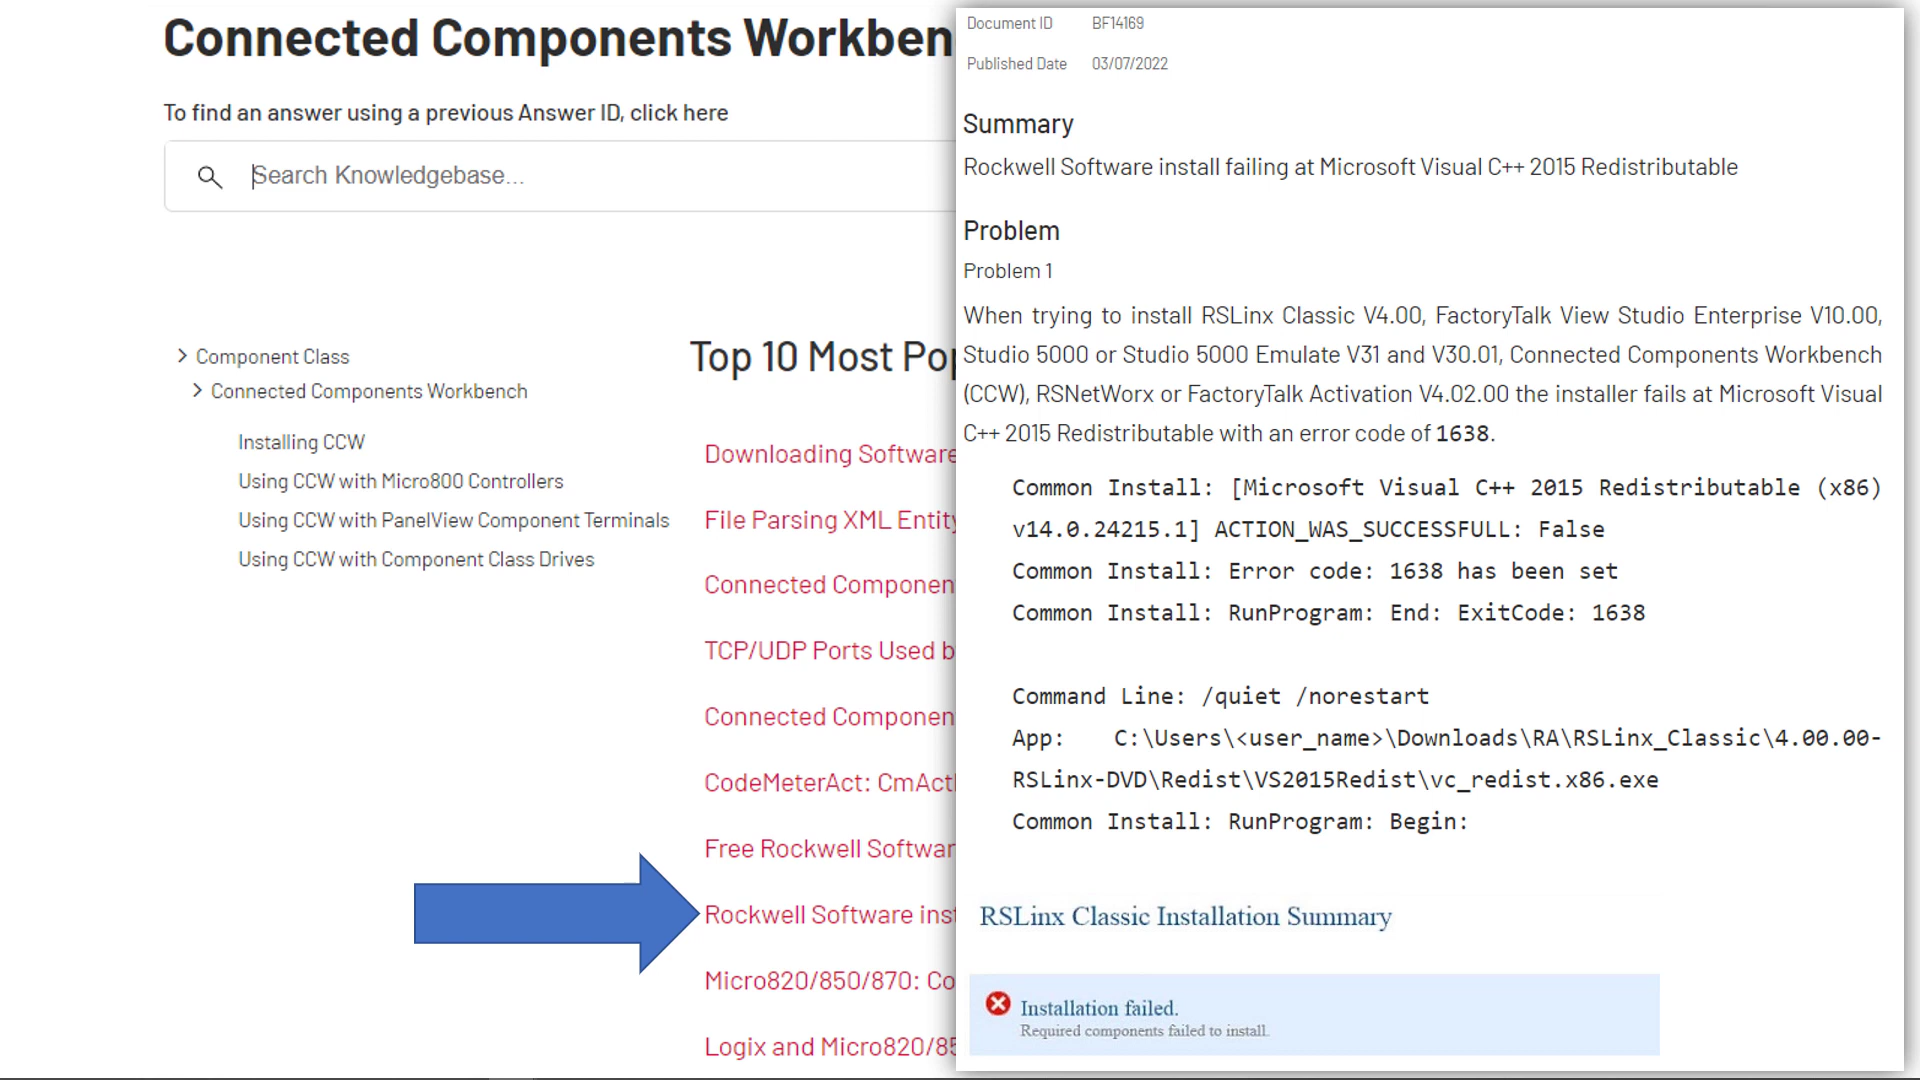 Connected Components Workben
To find an answer using a previous Answer ID, click here
Search Knowledgebase...
Component Class
Connected Components Workbench
Installing CCW
Using CCW with Micro800 Controllers
Using CCW with PanelView Component Terminals
Using CCW with Component Class Drives
Top 10 Most Pop
Downloading Software
File Parsing XML Entity
Connected Componen
TCP/UDP Ports Used b
Connected Componen
CodeMeterAct: CmAct
Free Rockwell Softwar
Rockwell Software inst
Micro820/850/870: Co
Logix and Micro820/85
Document ID BF14169
Published Date 03/07/2022
Summary
Rockwell Software install failing at Microsoft Visual C++ 2015 Redistributable
Problem
Problem 1
When trying to install RSLinx Classic V4.00, FactoryTalk View Studio Enterprise V10.00,
Studio 5000 or Studio 5000 Emulate V31 and V30.01, Connected Components Workbench
(CCW), RSNetWorx or FactoryTalk Activation V4.02.00 the installer fails at Microsoft Visual
C++ 2015 Redistributable with an error code of 1638.
Common Install: [Microsoft Visual C++ 2015 Redistributable (x86)
v14.0.24215.1] ACTION_WAS_SUCCESSFULL: False
Common Install: Error code: 1638 has been set
Common Install: RunProgram: End: ExitCode: 1638
Command Line: /quiet /norestart
App: C:\Users\<user_name>\Downloads\RA\RSLinx_Classic\4.00.00-
RSLinx-DVD\Redist\VS2015Redist\vc_redist.x86.exe
Common Install: RunProgram: Begin:
RSLinx Classic Installation Summary
Installation failed.
Required components failed to install.